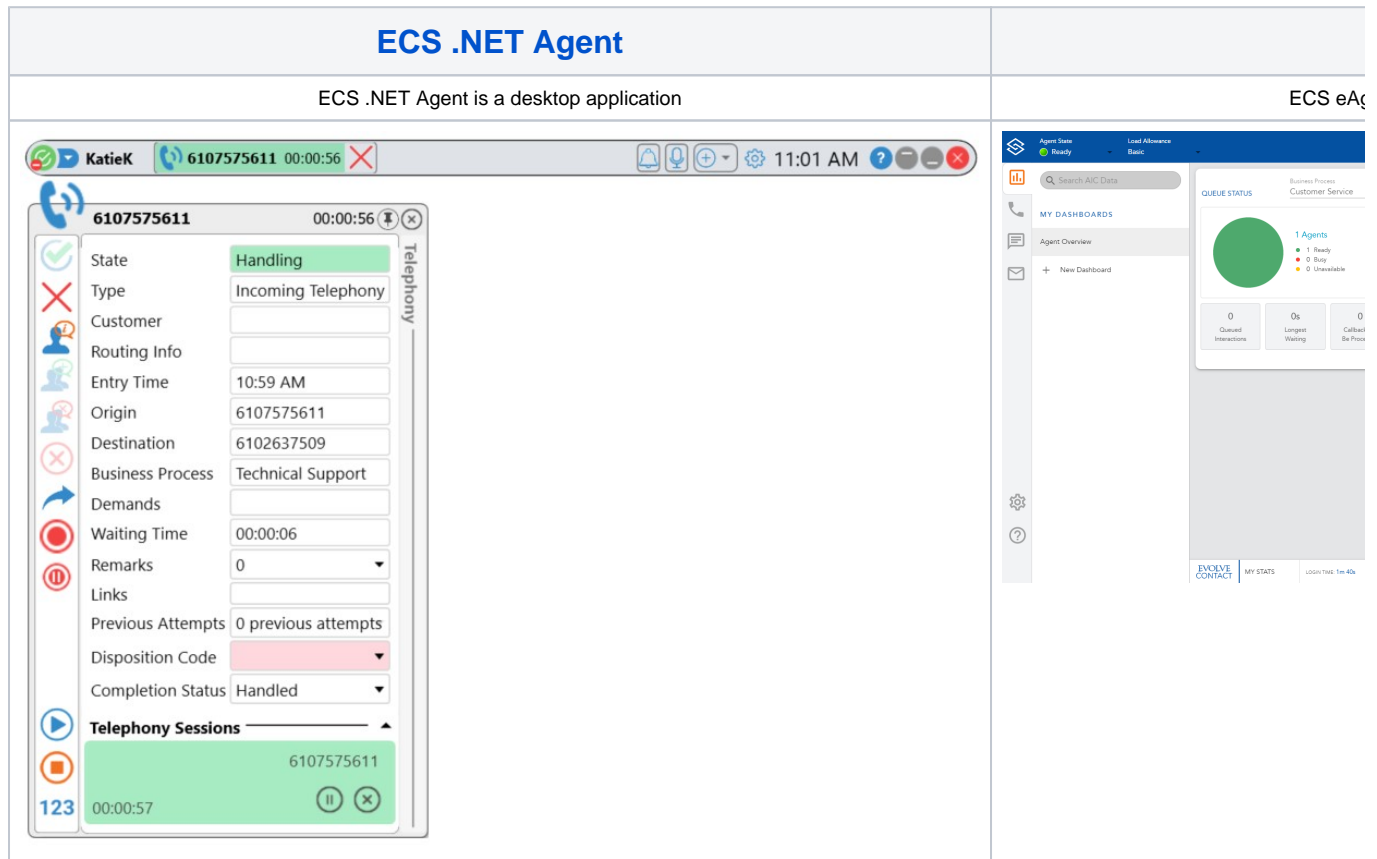 ECS .NET Agent
ECS .NET Agent is a desktop application
ECS eAg
KatieK 6107575611 00:00:56 11:01 AM
6107575611 00:00:56
Telephony
State Handling
Type Incoming Telephony
Customer
Routing Info
Entry Time 10:59 AM
Origin 6107575611
Destination 6102637509
Business Process Technical Support
Demands
Waiting Time 00:00:06
Remarks 0
Links
Previous Attempts 0 previous attempts
Disposition Code
Completion Status Handled
Telephony Sessions
6107575611
00:00:57
123
Agent State Load Allowance
Ready Basic
Search AIC Data
MY DASHBOARDS
Agent Overview
+ New Dashboard
QUEUE STATUS
Business Process
Customer Service
1 Agents
1 Ready
0 Busy
0 Unavailable
0 0s 0
Queued Longest Callback
Interactions Waiting Be Proce
EVOLVE
CONTACT
MY STATS LOGIN TIME: 1m 40s